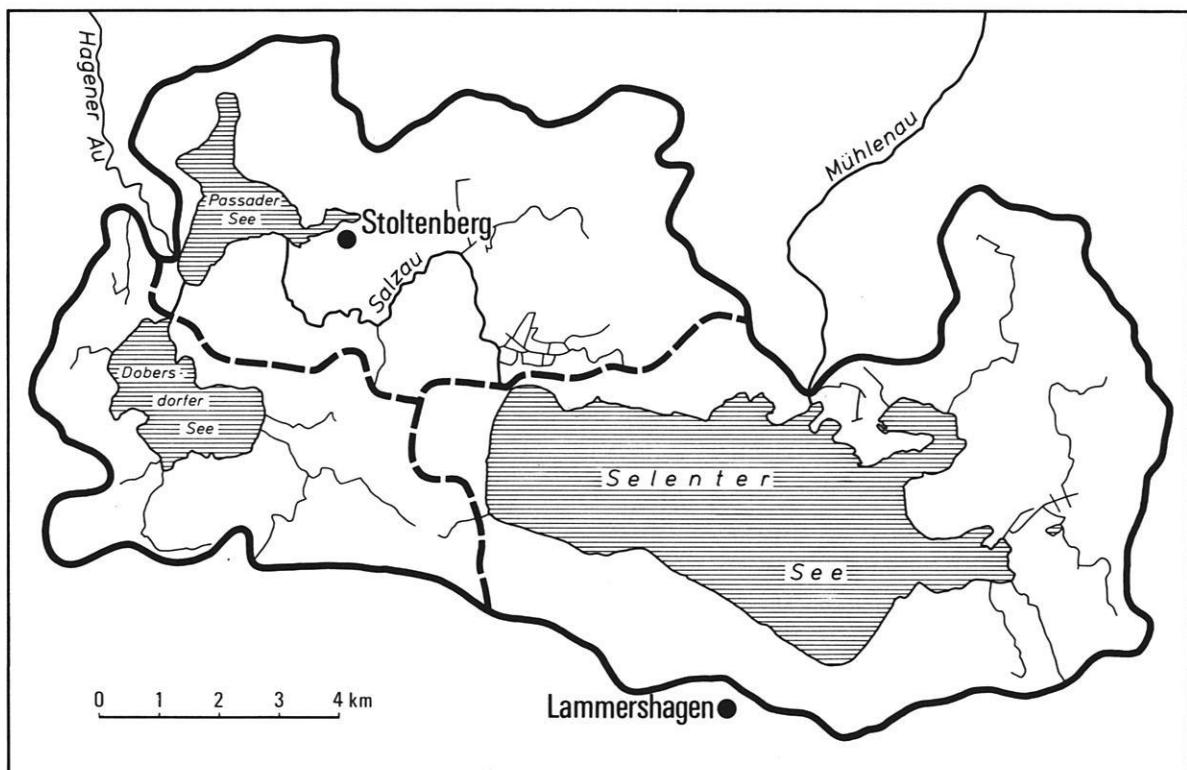 Hagener Au
Mühlenau
Passader
See
Stoltenberg
Salzau
Dobers-
dorfer
See
Selenter
See
0 1 2 3 4 km
Lammershagen